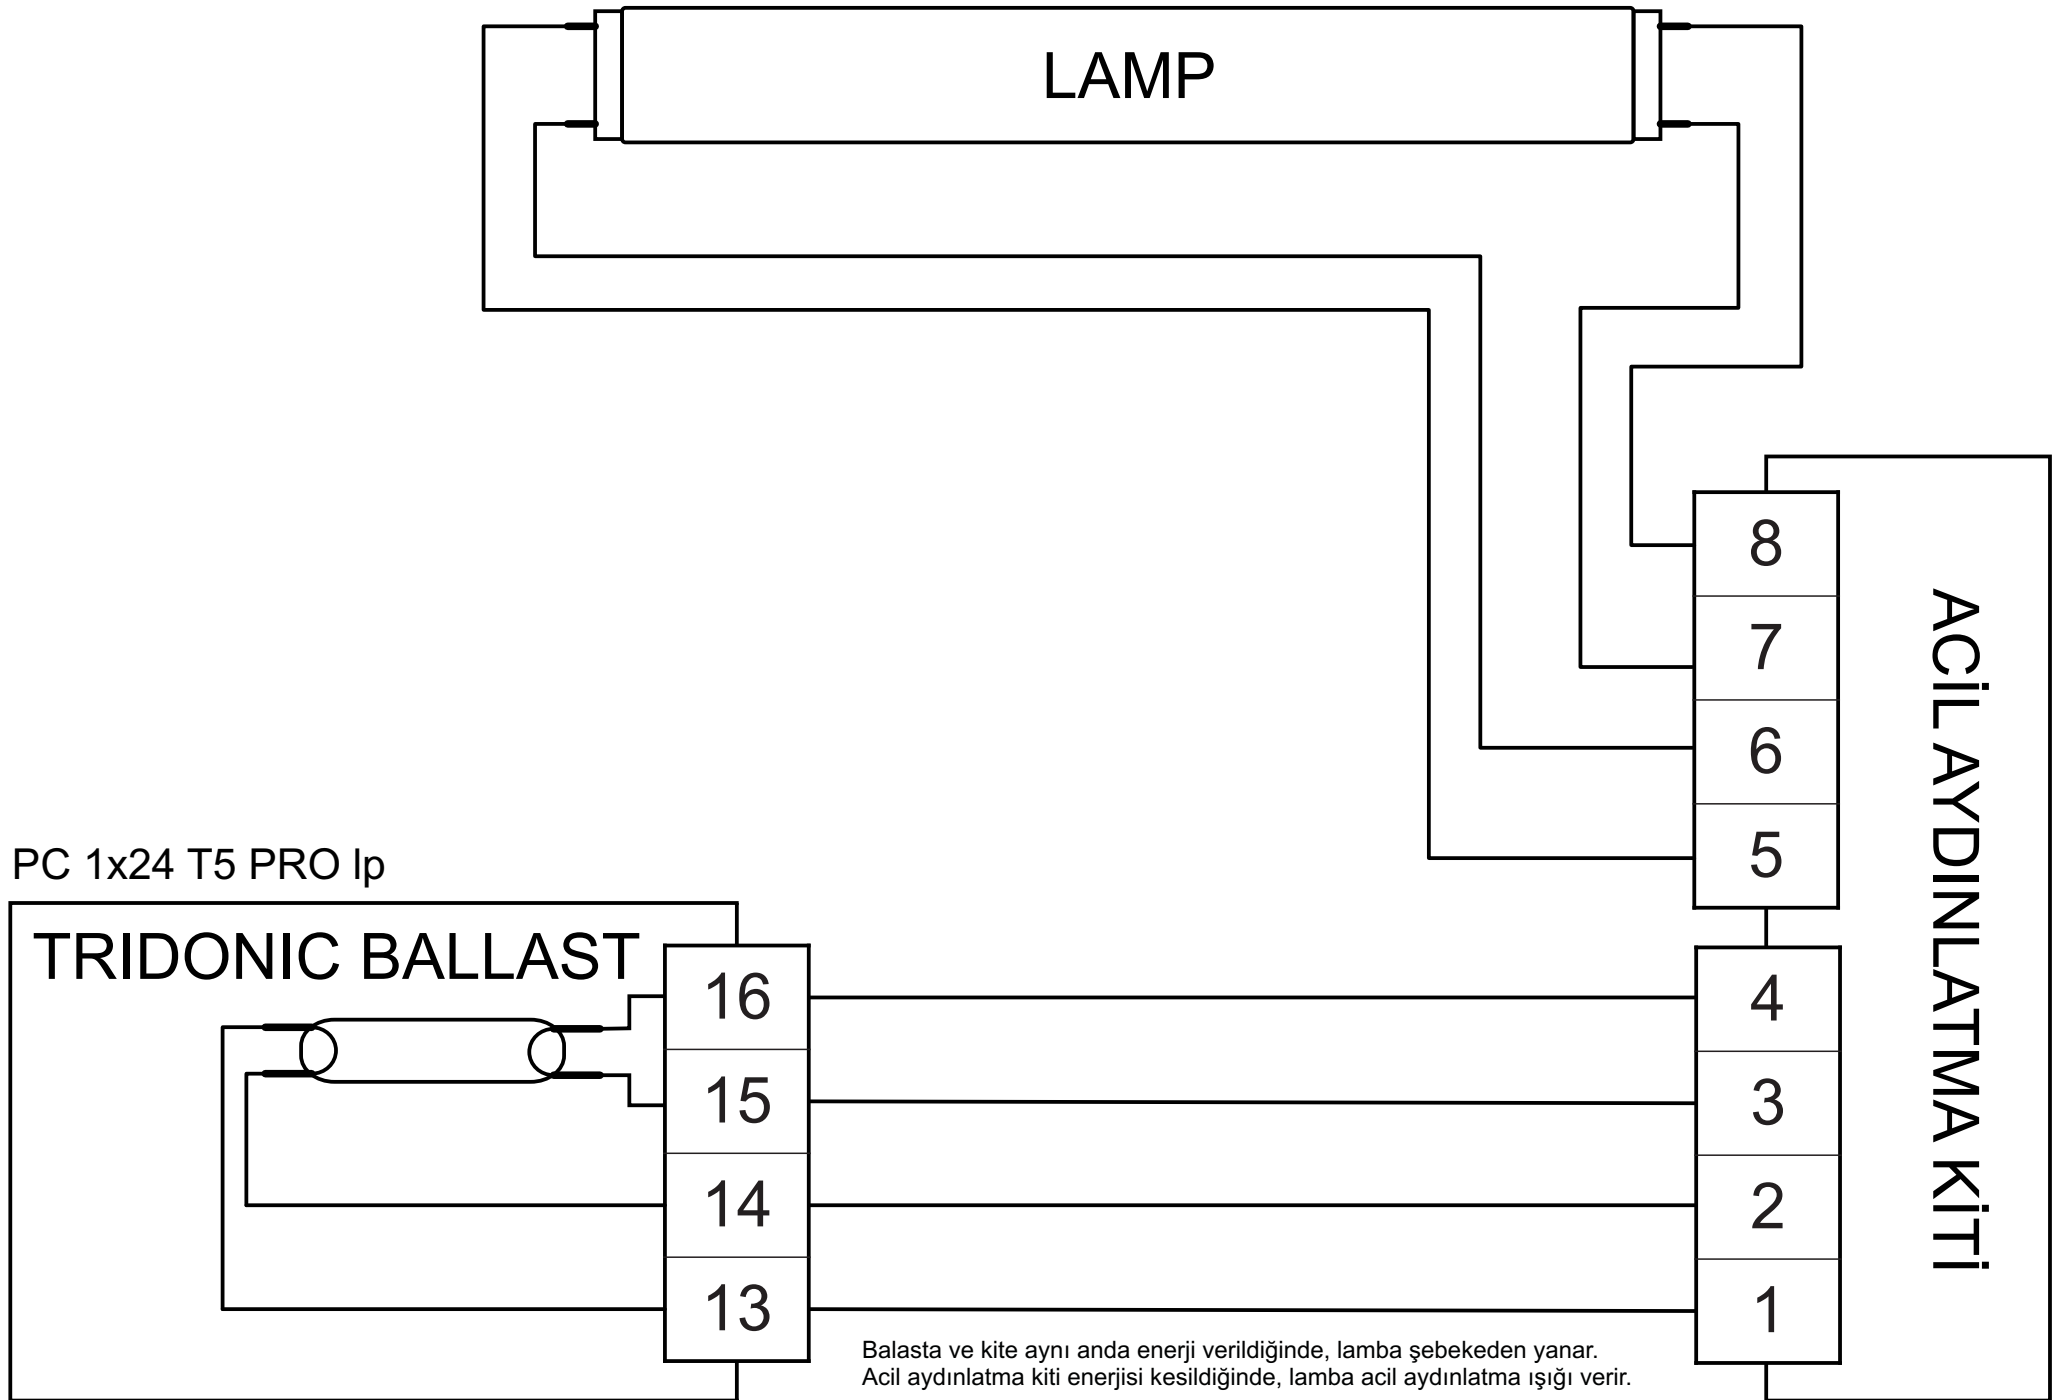 LAMP
8
7
6
5
ACİL AYDINLATMA KİTİ
PC 1x24 T5 PRO lp
TRIDONIC BALLAST
16
15
14
13
4
3
2
1
Balasta ve kite aynı anda enerji verildiğinde, lamba şebekeden yanar.
Acil aydınlatma kiti enerjisi kesildiğinde, lamba acil aydınlatma ışığı verir.